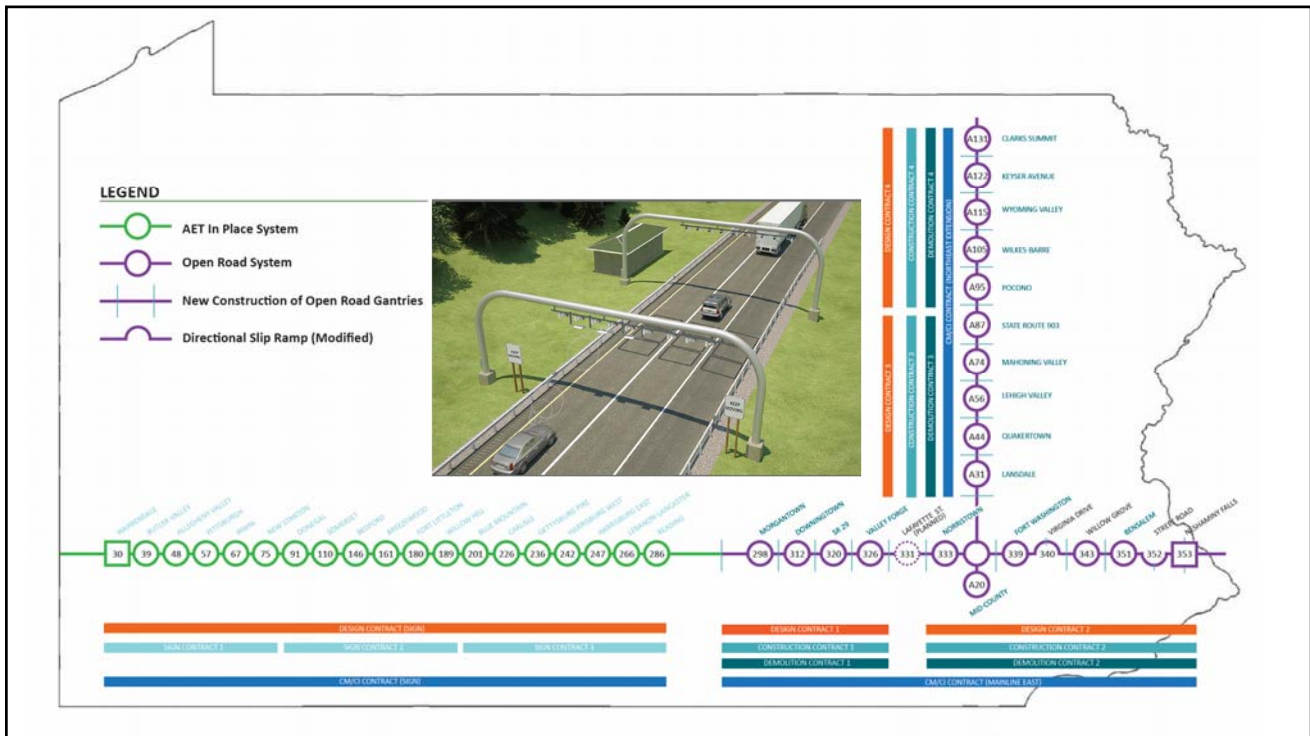 LEGEND
AET In Place System
Open Road System
New Construction of Open Road Gantries
Directional Slip Ramp (Modified)
KEEP MOVING
KEEP MOVING
DESIGN CONTRACT 4
CONSTRUCTION CONTRACT 4
DEMOLITION CONTRACT 4
CM/CI CONTRACT (NORTHEAST EXTENSION)
DESIGN CONTRACT 3
CONSTRUCTION CONTRACT 3
DEMOLITION CONTRACT 3
A131 CLARKS SUMMIT
A122 KEYSER AVENUE
A115 WYOMING VALLEY
A105 WILKES-BARRE
A95 POCONO
A87 STATE ROUTE 903
A74 MAHONING VALLEY
A56 LEHIGH VALLEY
A44 QUAKERTOWN
A31 LANSDALE
WARRENDALE BUTLER VALLEY ALLEGHENY VALLEY PITTSBURGH IRWIN NEW STANTON DONEGAL SOMERSET BEDFORD BREEZEWOOD FORT LITTLETON WILLOW HILL BLUE MOUNTAIN CARLISLE GETTYSBURG PIKE HARRISBURG WEST HARRISBURG EAST LEBANON-LANCASTER READING MORGANTOWN DOWNINGTOWN SR 29 VALLEY FORGE LAFAYETTE ST. (PLANNED) NORRISTOWN FORT WASHINGTON VIRGINIA DRIVE WILLOW GROVE BENSALEM STREET ROAD NESHAMINY FALLS
30 39 48 57 67 75 91 110 146 161 180 189 201 226 236 242 247 266 286 298 312 320 326 331 333 339 340 343 351 352 353
A20
MID-COUNTY
DESIGN CONTRACT (SIGN) DESIGN CONTRACT 1 DESIGN CONTRACT 2
SIGN CONTRACT 1 SIGN CONTRACT 2 SIGN CONTRACT 3 CONSTRUCTION CONTRACT 1 CONSTRUCTION CONTRACT 2
DEMOLITION CONTRACT 1 DEMOLITION CONTRACT 2
CM/CI CONTRACT (SIGN) CM/CI CONTRACT (MAINLINE EAST)